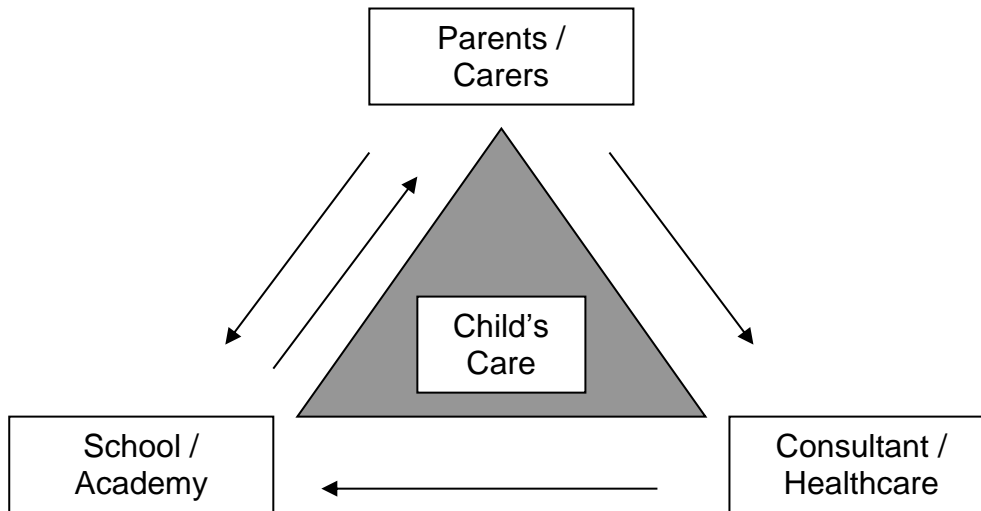 Parents /
Carers
Child’s
Care
School /
Academy
Consultant /
Healthcare